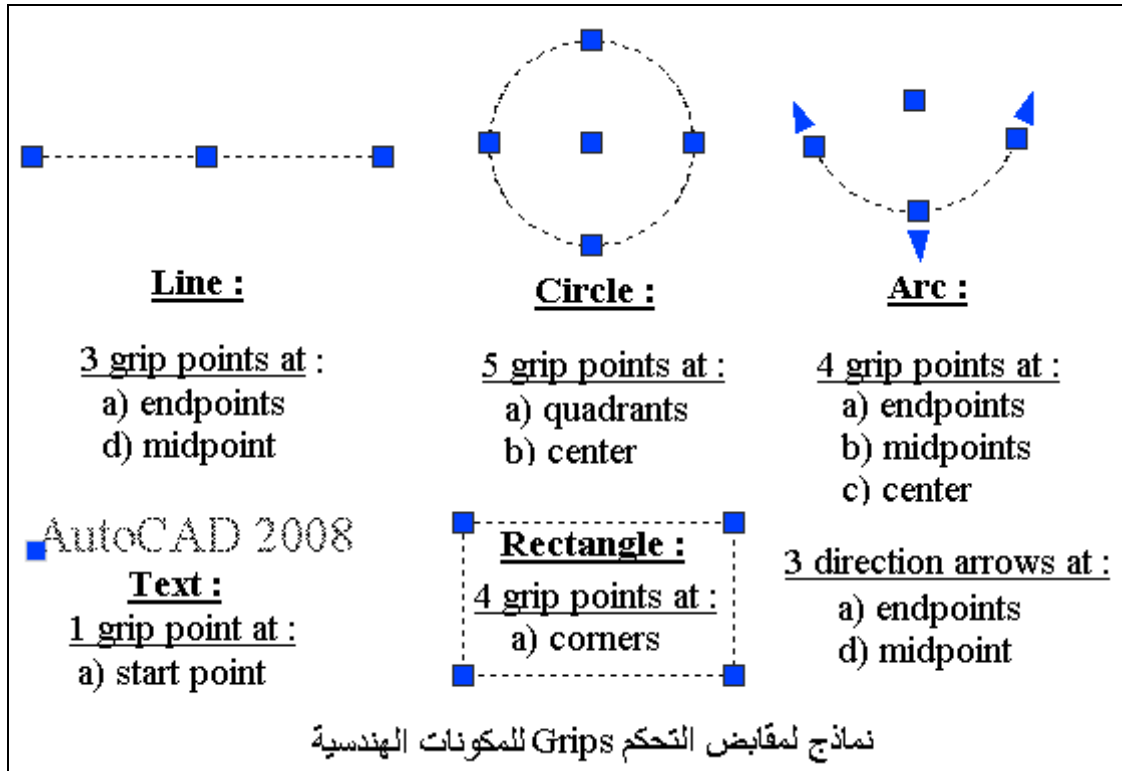 Line :
3 grip points at :
a) endpoints
d) midpoint
Circle :
5 grip points at :
a) quadrants
b) center
Arc :
4 grip points at :
a) endpoints
b) midpoints
c) center
AutoCAD 2008
Text :
1 grip point at :
a) start point
Rectangle :
4 grip points at :
a) corners
3 direction arrows at :
a) endpoints
d) midpoint
نماذج لمقابض التحكم Grips للمكونات الهندسية